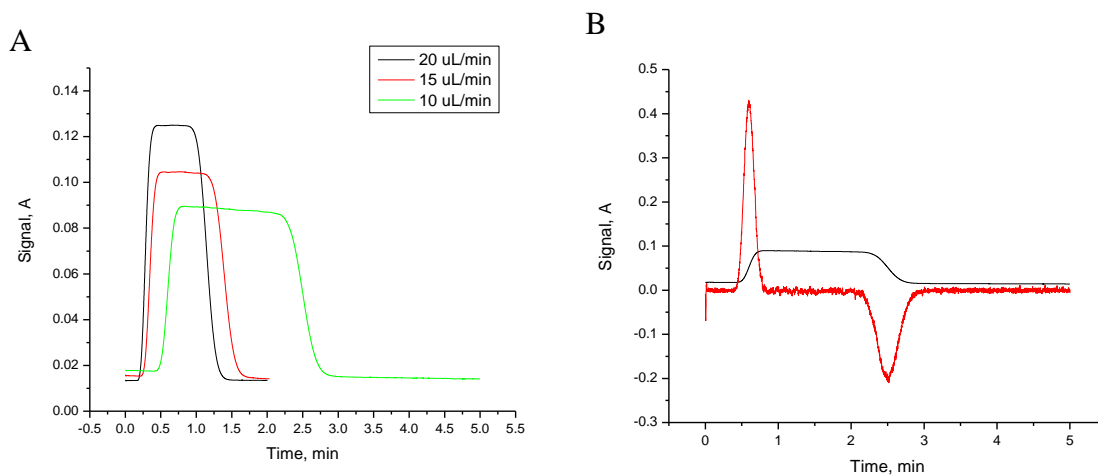 A
20 uL/min
15 uL/min
10 uL/min
0.14
0.12
0.10
0.08
0.06
0.04
0.02
0.00
Signal, A
-0.5 0.0 0.5 1.0 1.5 2.0 2.5 3.0 3.5 4.0 4.5 5.0 5.5
Time, min
B
0.5
0.4
0.3
0.2
0.1
0.0
-0.1
-0.2
-0.3
Signal, A
0 1 2 3 4 5
Time, min